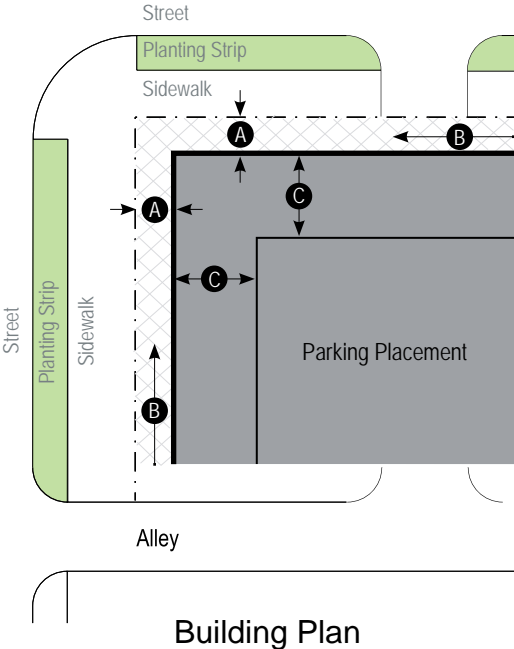 Street
Planting Strip
Sidewalk
A
B
A
C
C
Street
Planting Strip
Sidewalk
Parking Placement
B
Alley
Building Plan